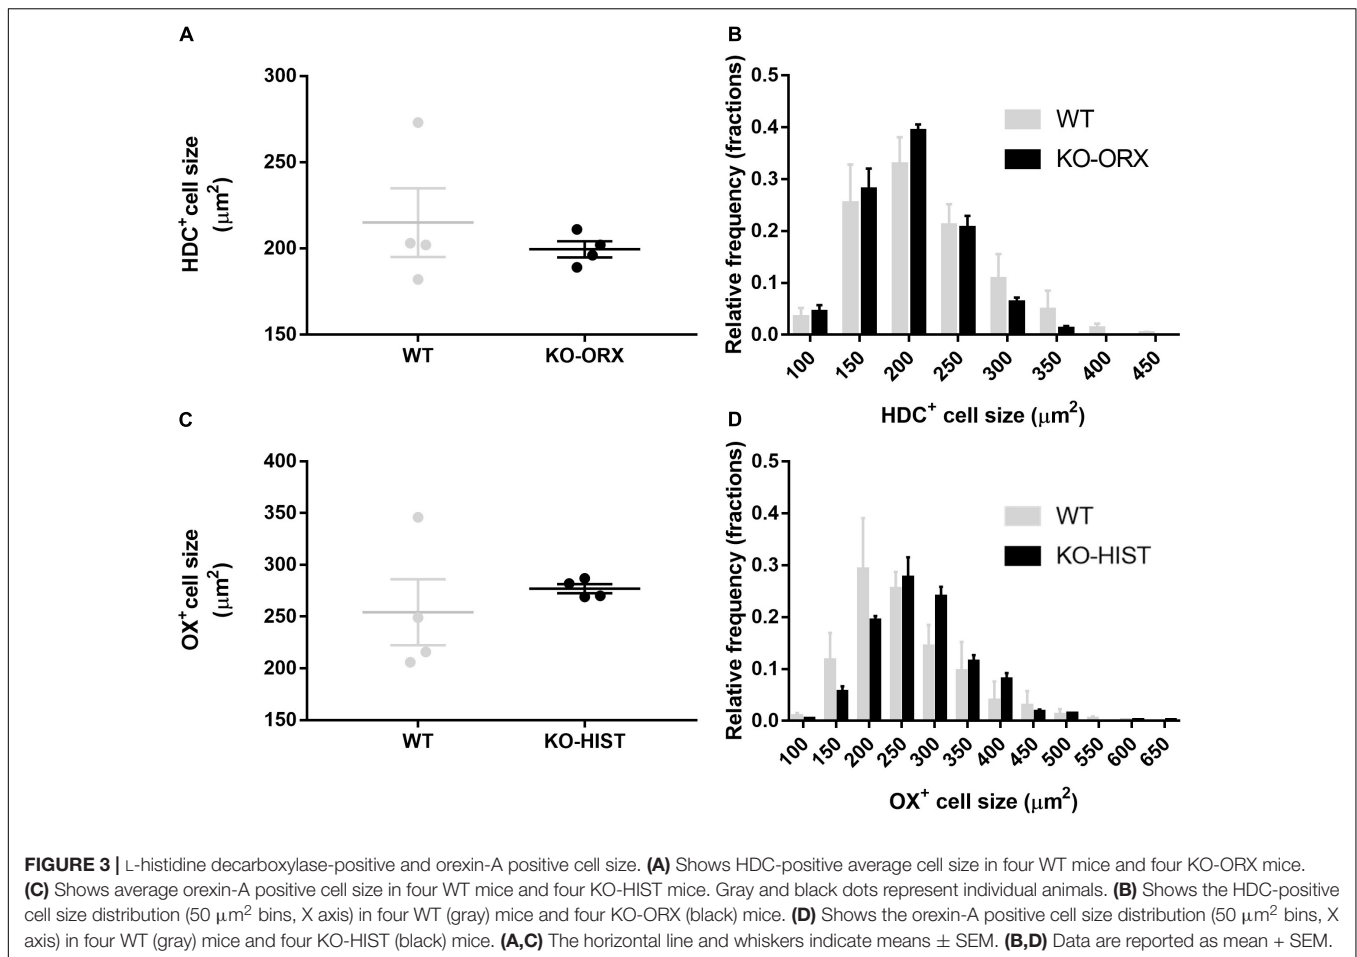 A
300
250
200
150
HDC+ cell size
(μm2)
WT
KO-ORX
B
0.5
0.4
0.3
0.2
0.1
0.0
Relative frequency (fractions)
WT
KO-ORX
100
150
200
250
300
350
400
450
HDC+ cell size (μm2)
C
400
350
300
250
200
150
OX+ cell size
(μm2)
WT
KO-HIST
D
0.5
0.4
0.3
0.2
0.1
0.0
Relative frequency (fractions)
WT
KO-HIST
100
150
200
250
300
350
400
450
500
550
600
650
OX+ cell size (μm2)
FIGURE 3 | L-histidine decarboxylase-positive and orexin-A positive cell size. (A) Shows HDC-positive average cell size in four WT mice and four KO-ORX mice.
(C) Shows average orexin-A positive cell size in four WT mice and four KO-HIST mice. Gray and black dots represent individual animals. (B) Shows the HDC-positive
cell size distribution (50 μm2 bins, X axis) in four WT (gray) mice and four KO-ORX (black) mice. (D) Shows the orexin-A positive cell size distribution (50 μm2 bins, X
axis) in four WT (gray) mice and four KO-HIST (black) mice. (A,C) The horizontal line and whiskers indicate means ± SEM. (B,D) Data are reported as mean + SEM.